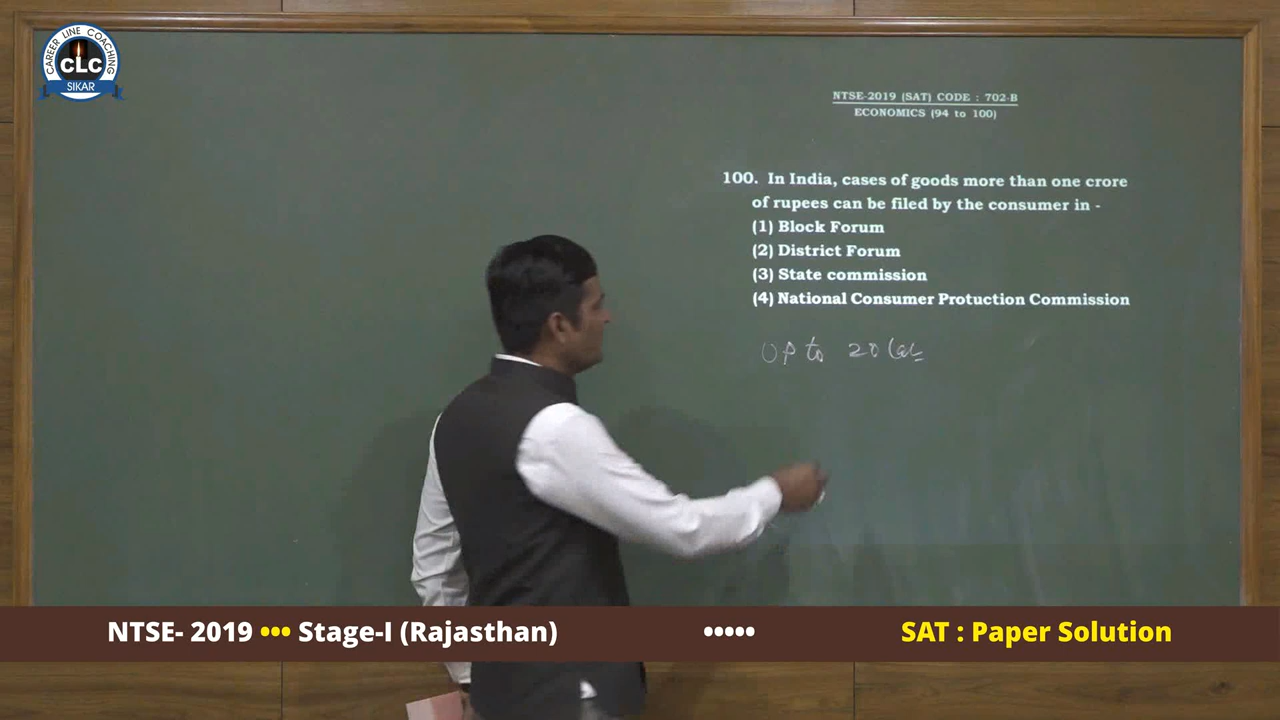 CAREER LINE COACHING
CLC
SIKAR
NTSE-2019 (SAT) CODE : 702-B
ECONOMICS (94 to 100)
100. In India, cases of goods more than one crore
of rupees can be filed by the consumer in -
(1) Block Forum
(2) District Forum
(3) State commission
(4) National Consumer Protuction Commission
Up to 20
NTSE- 2019 ••• Stage-I (Rajasthan) ••••• SAT : Paper Solution